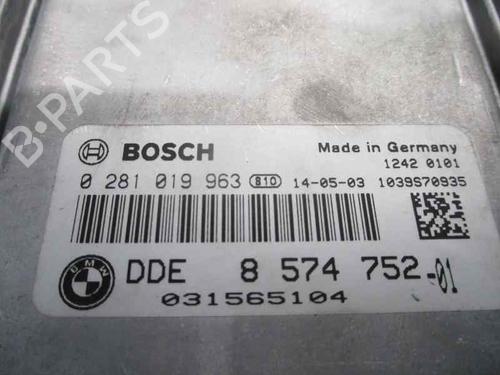 B-PARTS
BOSCH
Made in Germany
1242 0101
0 281 019 963 B10 14-05-03 1039S70935
BMW DDE 8 574 752-01
031565104